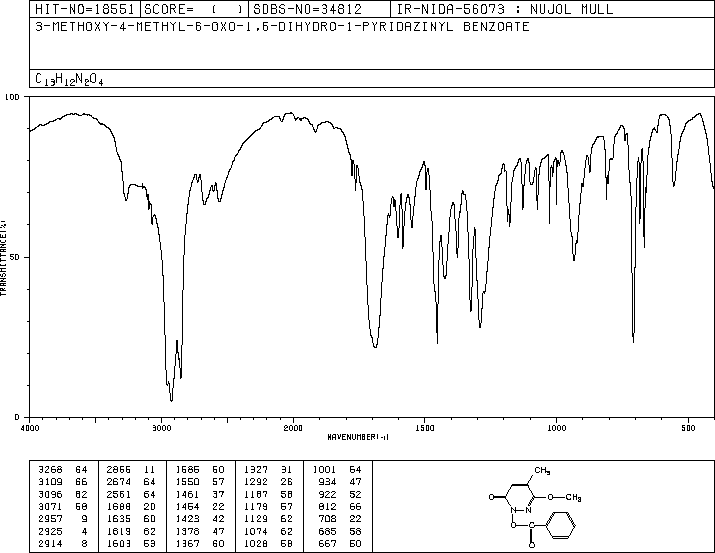 HIT-NO=18551 SCORE= ( ) SDBS-NO=34812 IR-NIDA-56073 : NUJOL MULL
3-METHOXY-4-METHYL-6-OXO-1,6-DIHYDRO-1-PYRIDAZINYL BENZOATE
C13H12N2O4
100
50
0
TRANSMITTANCE(%)
4000 3000 2000 1500 1000 500
WAVENUMBER(-1)
3268 64 2866 11 1586 60 1327 31 1001 64
3109 66 2674 64 1550 57 1292 26 934 47
3096 62 2561 64 1461 37 1187 58 922 52
3071 58 1688 20 1454 22 1179 57 812 66
2957 9 1635 60 1423 42 1129 62 708 22
2925 4 1619 62 1378 47 1074 62 685 58
2914 8 1603 53 1367 60 1028 58 667 50
CH3
O N N O—CH3
O—C
O